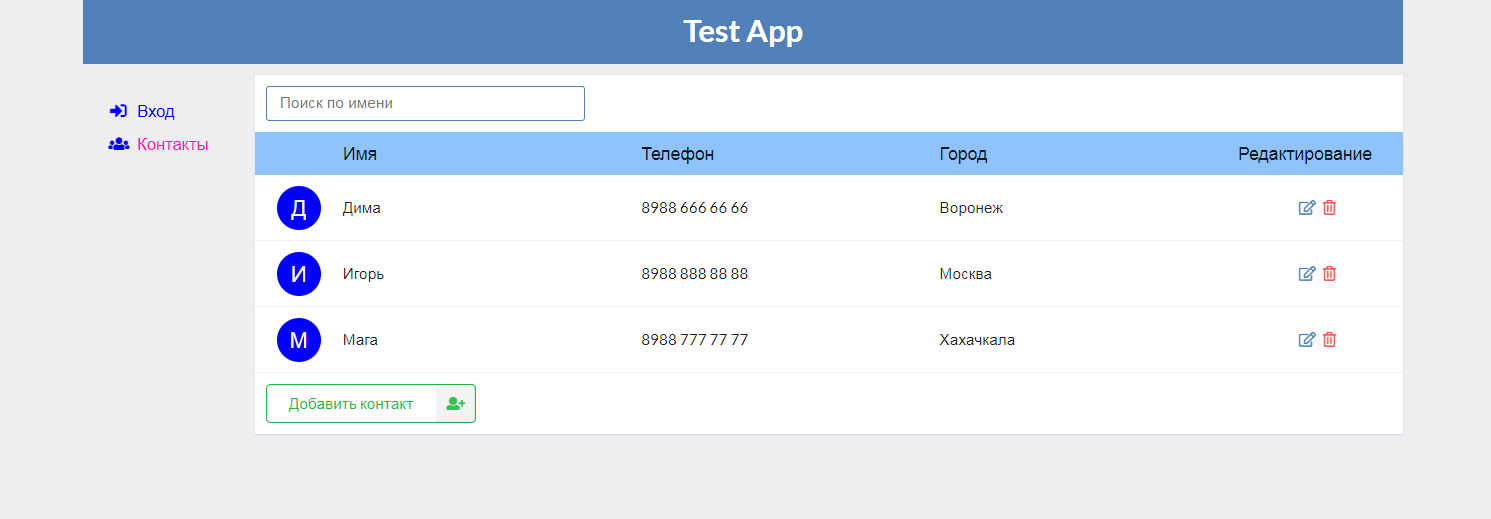 Test App
Вход
Контакты
Поиск по имени
Имя Телефон Город Редактирование
Д Дима 8988 666 66 66 Воронеж
И Игорь 8988 888 88 88 Москва
М Мага 8988 777 77 77 Хахачкала
Добавить контакт